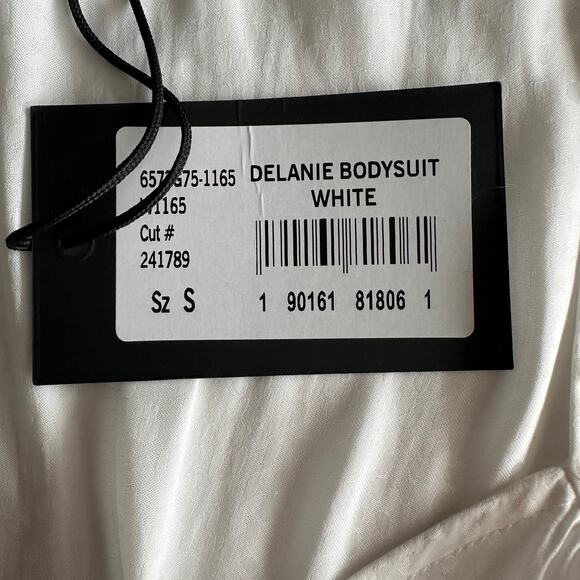 DELANIE BODYSUIT
WHITE
Cut #
241789
Sz S
1 90161 81806 1